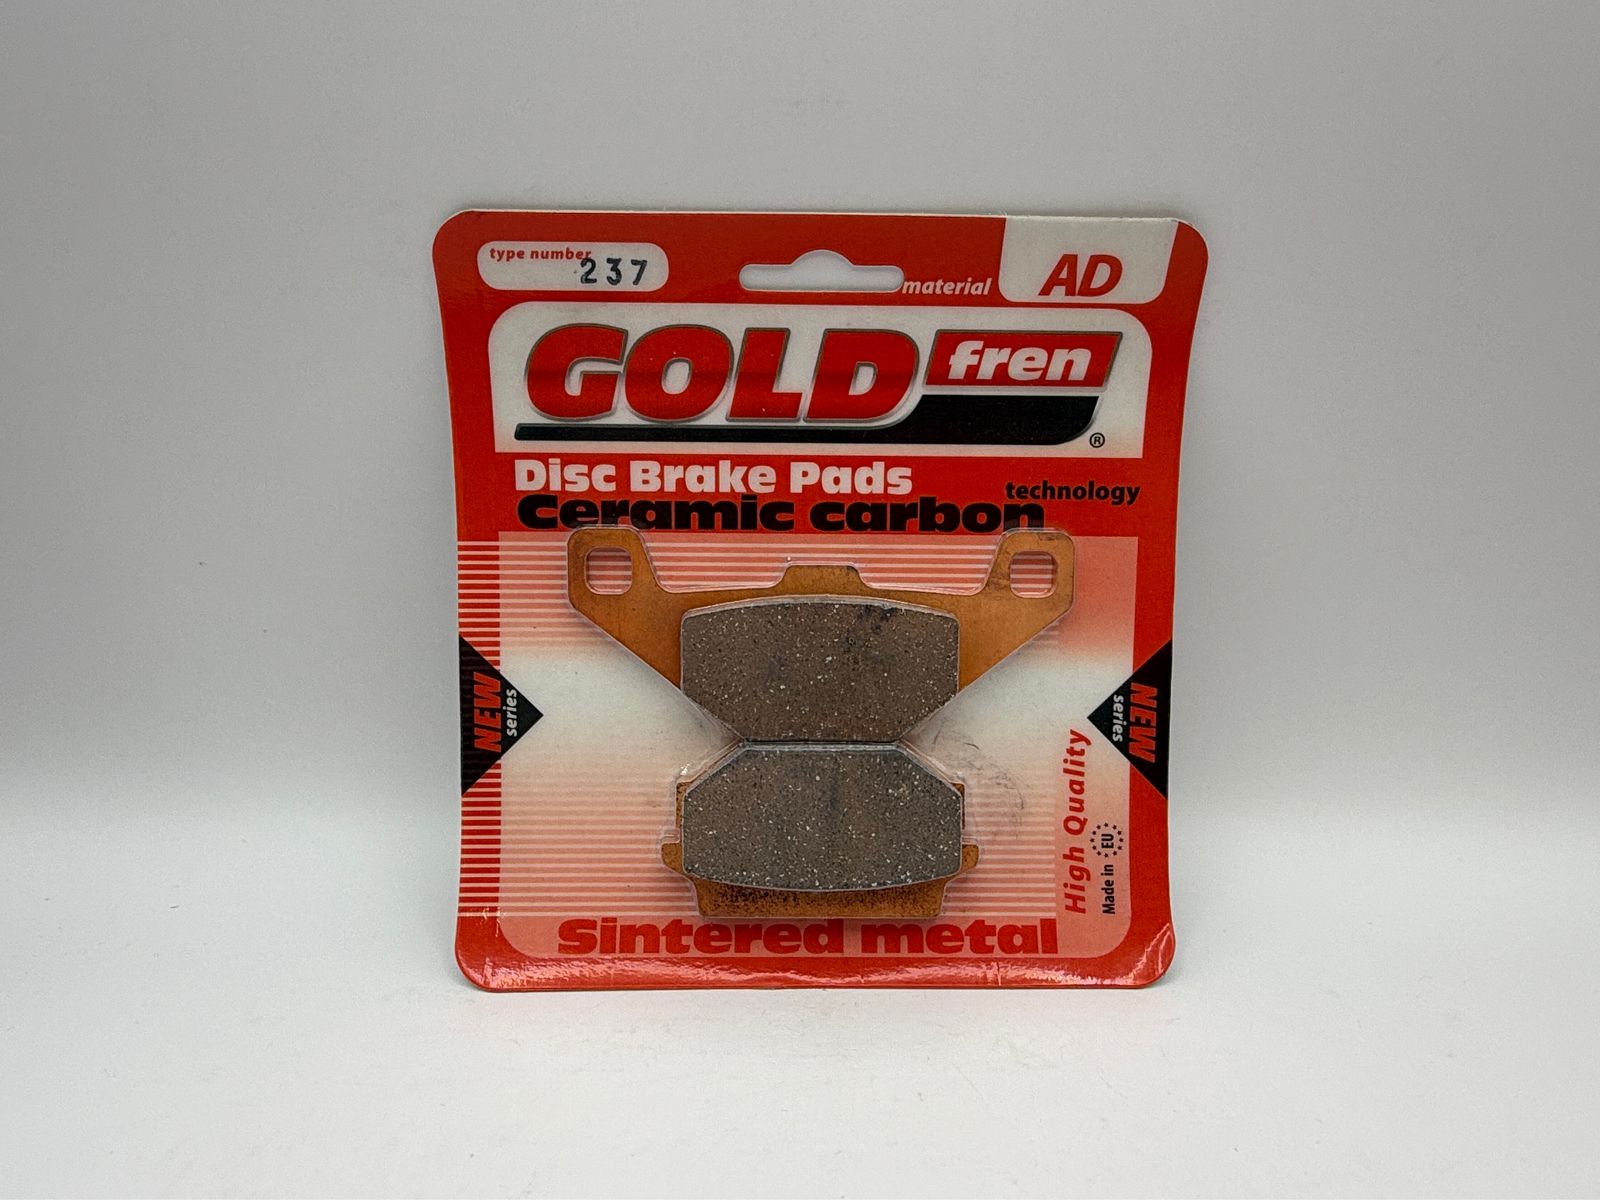 type number 237
material AD
GOLD fren ®
Disc Brake Pads
Ceramic carbon technology
NEW series
NEW series
High Quality
Made in EU
Sintered metal